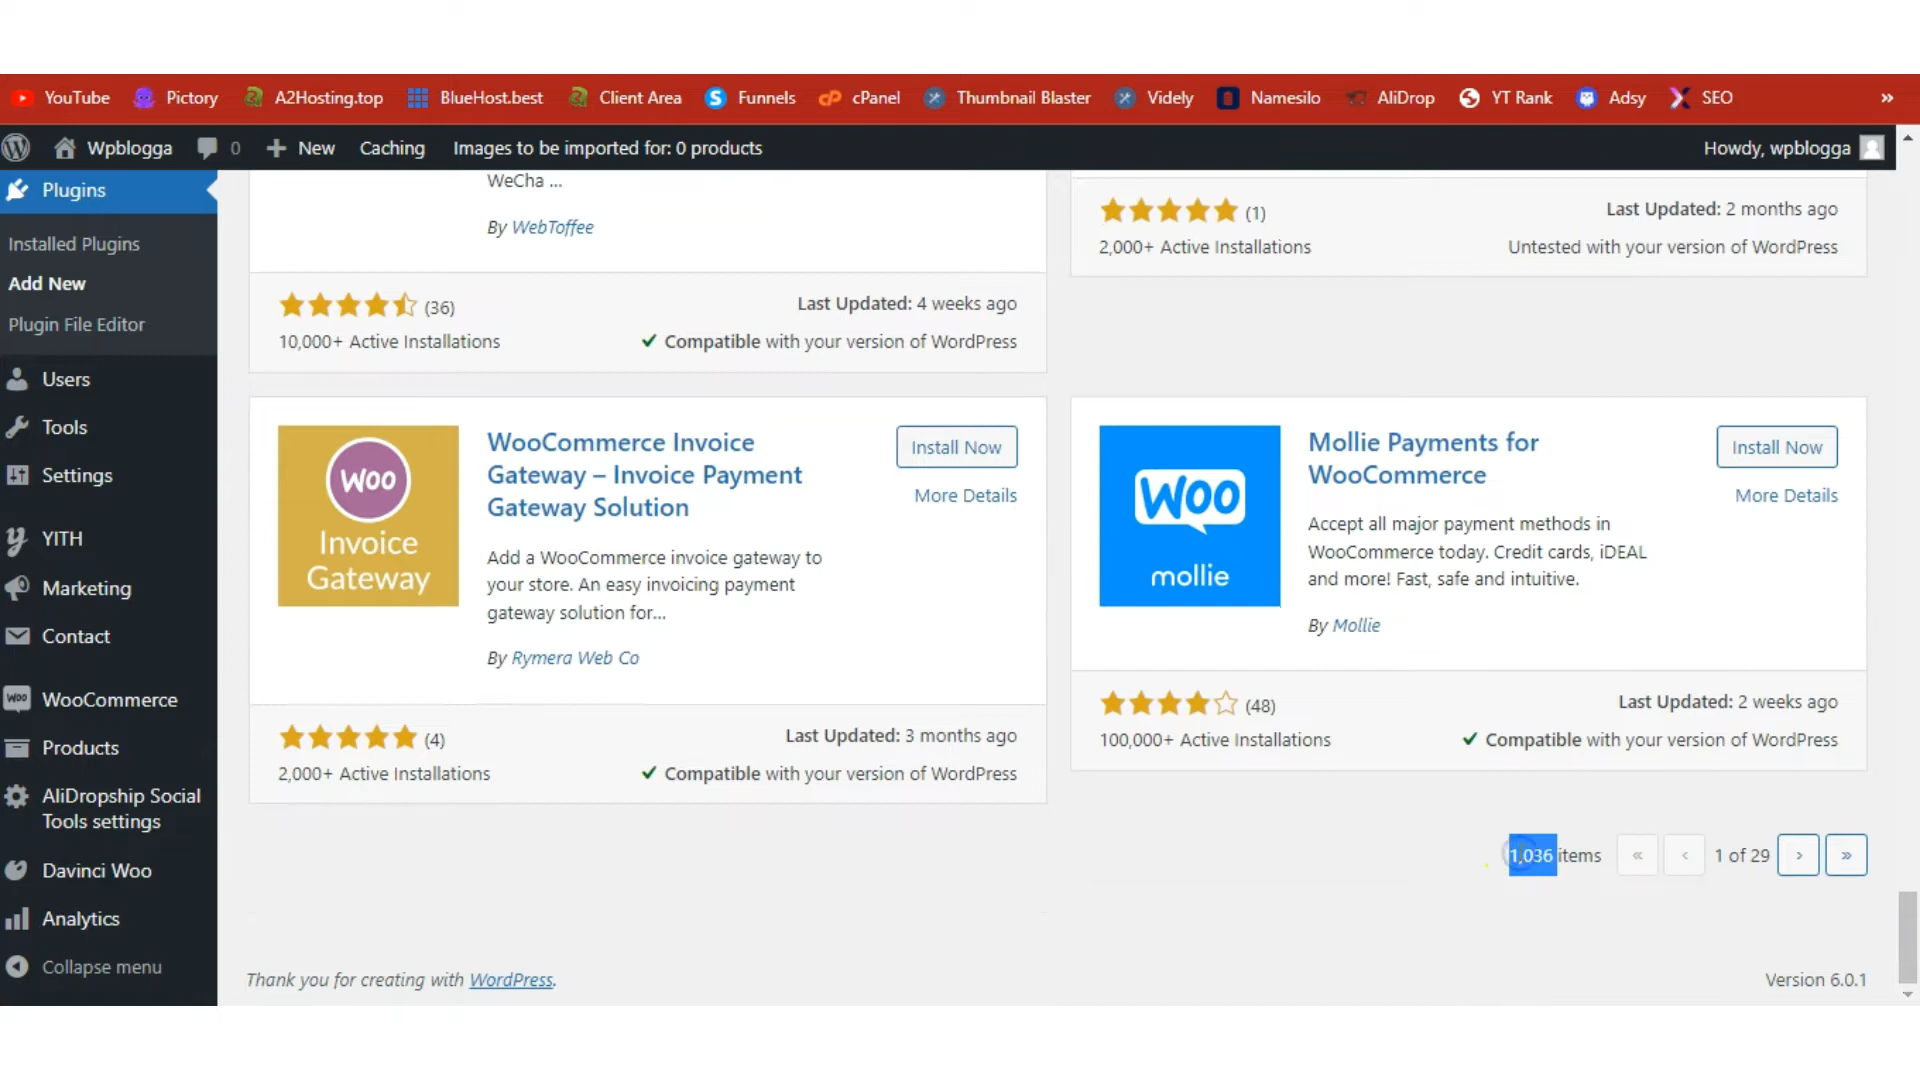 YouTube Pictory A2Hosting.top BlueHost.best Client Area Funnels cPanel Thumbnail Blaster Videly Namesilo AliDrop YT Rank Adsy SEO »
Wpblogga 0 + New Caching Images to be imported for: 0 products Howdy, wpblogga
Plugins
Installed Plugins
Add New
Plugin File Editor
Users
Tools
Settings
YITH
Marketing
Contact
WooCommerce
Products
AliDropship Social
Tools settings
Davinci Woo
Analytics
Collapse menu
WeCha ...
By WebToffee
(36)
Last Updated: 4 weeks ago
10,000+ Active Installations
Compatible with your version of WordPress
(1)
Last Updated: 2 months ago
2,000+ Active Installations
Untested with your version of WordPress
Woo
Invoice
Gateway
WooCommerce Invoice
Gateway – Invoice Payment
Gateway Solution
Install Now
More Details
Add a WooCommerce invoice gateway to
your store. An easy invoicing payment
gateway solution for...
By Rymera Web Co
(4)
Last Updated: 3 months ago
2,000+ Active Installations
Compatible with your version of WordPress
Woo
mollie
Mollie Payments for
WooCommerce
Install Now
More Details
Accept all major payment methods in
WooCommerce today. Credit cards, iDEAL
and more! Fast, safe and intuitive.
By Mollie
(48)
Last Updated: 2 weeks ago
100,000+ Active Installations
Compatible with your version of WordPress
1,036 items « ‹ 1 of 29 › »
Thank you for creating with WordPress.
Version 6.0.1